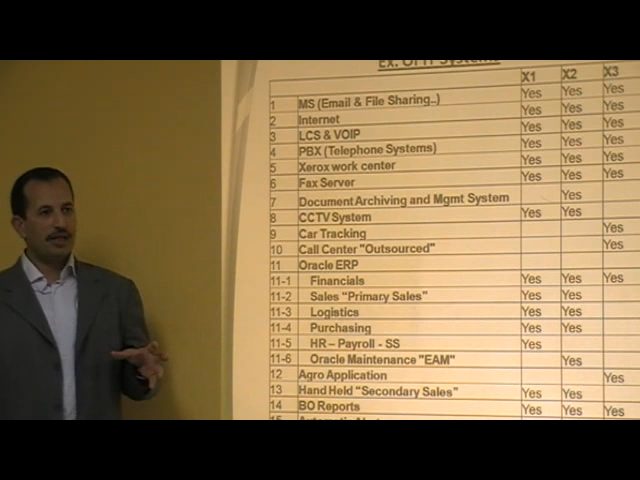 Ex. Of IT Systems
X1 X2 X3
1 MS (Email & File Sharing..) Yes Yes Yes
2 Internet Yes Yes Yes
3 LCS & VOIP Yes Yes Yes
4 PBX (Telephone Systems) Yes Yes Yes
5 Xerox work center Yes Yes Yes
6 Fax Server Yes Yes Yes
7 Document Archiving and Mgmt System Yes
8 CCTV System Yes Yes
9 Car Tracking Yes
10 Call Center "Outsourced" Yes
11 Oracle ERP
11-1 Financials Yes Yes Yes
11-2 Sales "Primary Sales" Yes Yes
11-3 Logistics Yes Yes
11-4 Purchasing Yes Yes
11-5 HR – Payroll - SS Yes
11-6 Oracle Maintenance "EAM" Yes
12 Agro Application Yes
13 Hand Held "Secondary Sales" Yes Yes
14 BO Reports Yes Yes Yes
15 Automatic